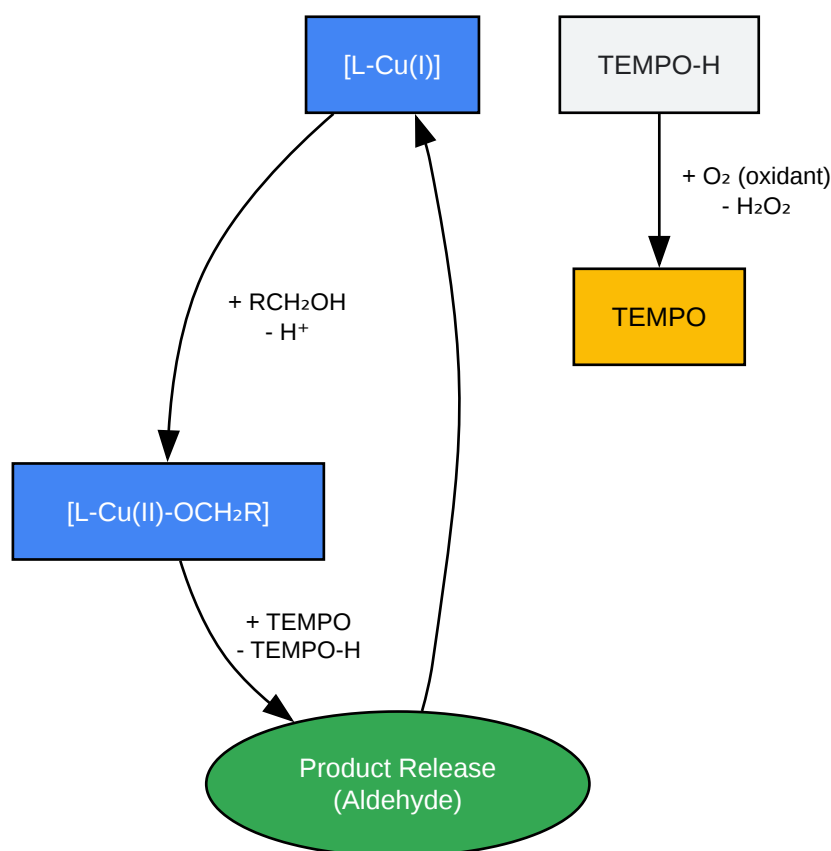 [L-Cu(I)]
TEMPO-H
+ O₂ (oxidant)
- H₂O₂
+ RCH₂OH
- H⁺
TEMPO
[L-Cu(II)-OCH₂R]
+ TEMPO
- TEMPO-H
Product Release
(Aldehyde)